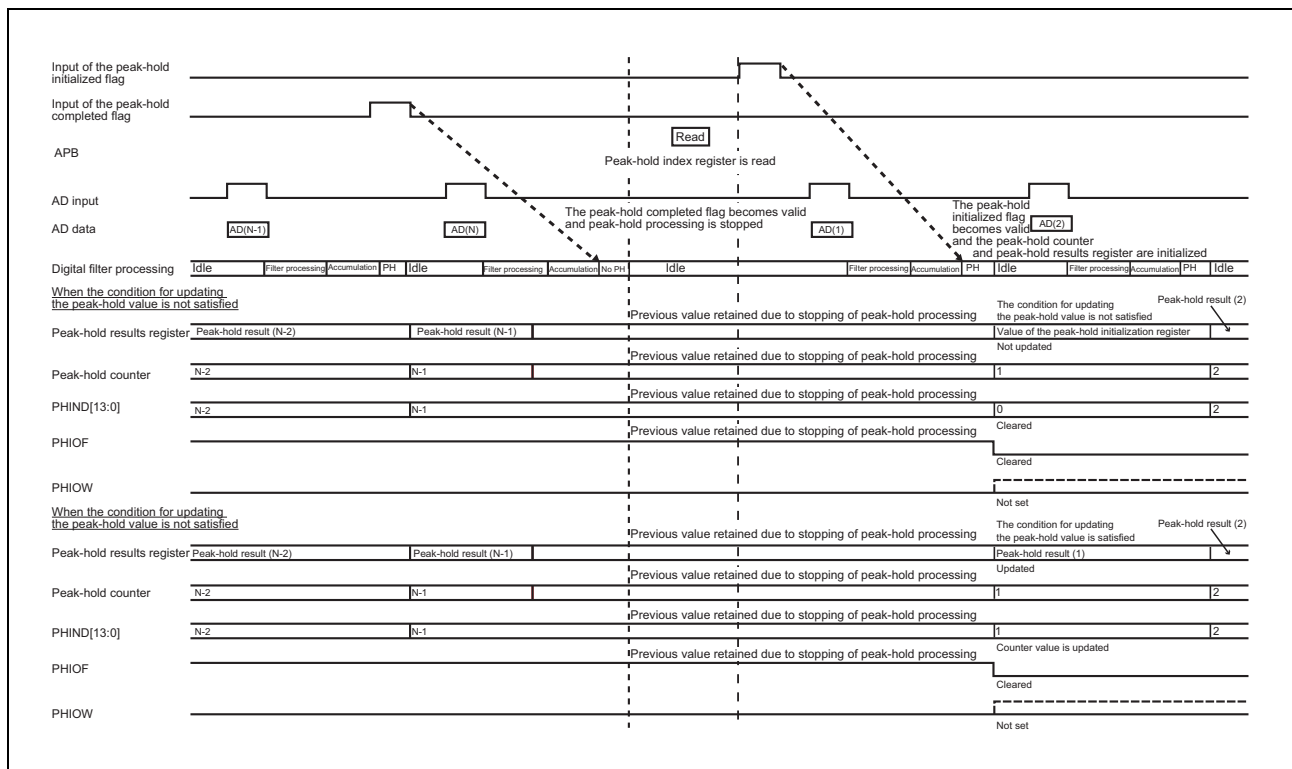 Input of the peak-hold
initialized flag
Input of the peak-hold
completed flag
Read
APB
Peak-hold index register is read
AD input
The peak-hold completed flag becomes valid
and peak-hold processing is stopped
The peak-hold
initialized flag
becomes valid
and the peak-hold counter
and peak-hold results register are initialized
AD data
AD(N-1)
AD(N)
AD(1)
AD(2)
Digital filter processing
Idle
Filter processing
Accumulation
PH
Idle
Filter processing
Accumulation
No PH
Idle
Filter processing
Accumulation
PH
Idle
Filter processing
Accumulation
PH
Idle
When the condition for updating
the peak-hold value is not satisfied
Previous value retained due to stopping of peak-hold processing
The condition for updating
the peak-hold value is not satisfied
Peak-hold result (2)
Peak-hold results register
Peak-hold result (N-2)
Peak-hold result (N-1)
Value of the peak-hold initialization register
Not updated
Previous value retained due to stopping of peak-hold processing
Peak-hold counter
N-2
N-1
1
2
Previous value retained due to stopping of peak-hold processing
PHIND[13:0]
N-2
N-1
0
2
Cleared
Previous value retained due to stopping of peak-hold processing
PHIOF
Cleared
PHIOW
Not set
When the condition for updating
the peak-hold value is not satisfied
Previous value retained due to stopping of peak-hold processing
The condition for updating
the peak-hold value is satisfied
Peak-hold result (2)
Peak-hold results register
Peak-hold result (N-2)
Peak-hold result (N-1)
Peak-hold result (1)
Updated
Previous value retained due to stopping of peak-hold processing
Peak-hold counter
N-2
N-1
1
2
Previous value retained due to stopping of peak-hold processing
PHIND[13:0]
N-2
N-1
1
2
Counter value is updated
Previous value retained due to stopping of peak-hold processing
PHIOF
Cleared
PHIOW
Not set